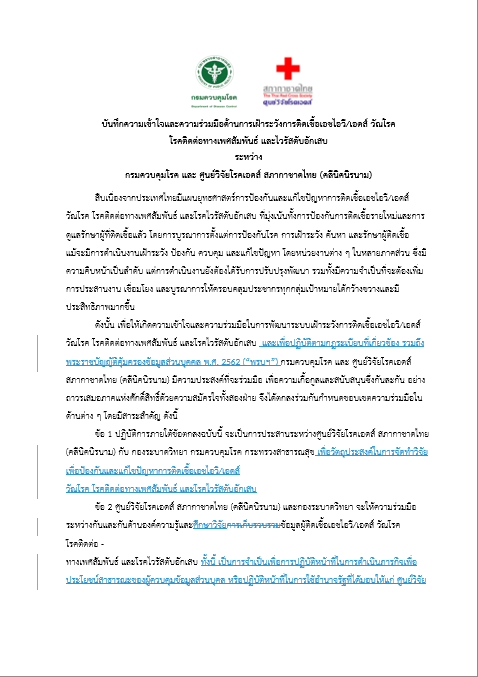 กรมควบคุมโรค
Department of Disease Control
สภากาชาดไทย
The Thai Red Cross Society
ศูนย์วิจัยโรคเอดส์
บันทึกความเข้าใจและความร่วมมือด้านการเฝ้าระวังการติดเชื้อเอชไอวี/เอดส์ วัณโรค
โรคติดต่อทางเพศสัมพันธ์ และไวรัสตับอักเสบ
ระหว่าง
กรมควบคุมโรค และ ศูนย์วิจัยโรคเอดส์ สภากาชาดไทย (คลินิคนิรนาม)
สืบเนื่องจากประเทศไทยมีแผนยุทธศาสตร์การป้องกันและแก้ไขปัญหาการติดเชื้อเอชไอวี/เอดส์
วัณโรค โรคติดต่อทางเพศสัมพันธ์ และโรคไวรัสตับอักเสบ ที่มุ่งเน้นทั้งการป้องกันการติดเชื้อรายใหม่และการ
ดูแลรักษาผู้ที่ติดเชื้อแล้ว โดยการบูรณาการตั้งแต่การป้องกันโรค การเฝ้าระวัง ค้นหา และรักษาผู้ติดเชื้อ
แม้จะมีการดำเนินงานเฝ้าระวัง ป้องกัน ควบคุม และแก้ไขปัญหา โดยหน่วยงานต่าง ๆ ในหลายภาคส่วน ซึ่งมี
ความคืบหน้าเป็นลำดับ แต่การดำเนินงานยังต้องได้รับการปรับปรุงพัฒนา รวมทั้งมีความจำเป็นที่จะต้องเพิ่ม
การประสานงาน เชื่อมโยง และบูรณาการให้ครอบคลุมประชากรทุกกลุ่มเป้าหมายได้กว้างขวางและมี
ประสิทธิภาพมากขึ้น
ดังนั้น เพื่อให้เกิดความเข้าใจและความร่วมมือในการพัฒนาระบบเฝ้าระวังการติดเชื้อเอชไอวี/เอดส์
วัณโรค โรคติดต่อทางเพศสัมพันธ์ และโรคไวรัสตับอักเสบ และเพื่อปฏิบัติตามกฎระเบียบที่เกี่ยวข้อง รวมถึง
พระราชบัญญัติคุ้มครองข้อมูลส่วนบุคคล พ.ศ. 2562 (“พรบฯ”) กรมควบคุมโรค และ ศูนย์วิจัยโรคเอดส์
สภากาชาดไทย (คลินิคนิรนาม) มีความประสงค์ที่จะร่วมมือ เพื่อความเกื้อกูลและสนับสนุนซึ่งกันละกัน อย่าง
ถาวรเสมอภาคแห่งศักดิ์สิทธิ์ด้วยความสมัครใจทั้งสองฝ่าย จึงได้ตกลงร่วมกันกำหนดขอบเขตความร่วมมือใน
ด้านต่าง ๆ โดยมีสาระสำคัญ ดังนี้
ข้อ 1 ปฏิบัติการภายใต้ข้อตกลงฉบับนี้ จะเป็นการประสานระหว่างศูนย์วิจัยโรคเอดส์ สภากาชาดไทย
(คลินิคนิรนาม) กับ กองระบาดวิทยา กรมควบคุมโรค กระทรวงสาธารณสุข เพื่อวัตถุประสงค์ในการจัดทำวิจัย
เพื่อป้องกันและแก้ไขปัญหาการติดเชื้อเอชไอวี/เอดส์
วัณโรค โรคติดต่อทางเพศสัมพันธ์ และโรคไวรัสตับอักเสบ
ข้อ 2 ศูนย์วิจัยโรคเอดส์ สภากาชาดไทย (คลินิคนิรนาม) และกองระบาดวิทยา จะให้ความร่วมมือ
ระหว่างกันและกันด้านองค์ความรู้และศึกษาวิจัยการเก็บรวบรวมข้อมูลผู้ติดเชื้อเอชไอวี/เอดส์ วัณโรค
โรคติดต่อ -
ทางเพศสัมพันธ์ และโรคไวรัสตับอักเสบ ทั้งนี้ เป็นการจำเป็นเพื่อการปฏิบัติหน้าที่ในการดำเนินภารกิจเพื่อ
ประโยชน์สาธารณะของผู้ควบคุมข้อมูลส่วนบุคล หรือปฏิบัติหน้าที่ในการใช้อำนาจรัฐที่ได้มอบให้แก่ ศูนย์วิจัย